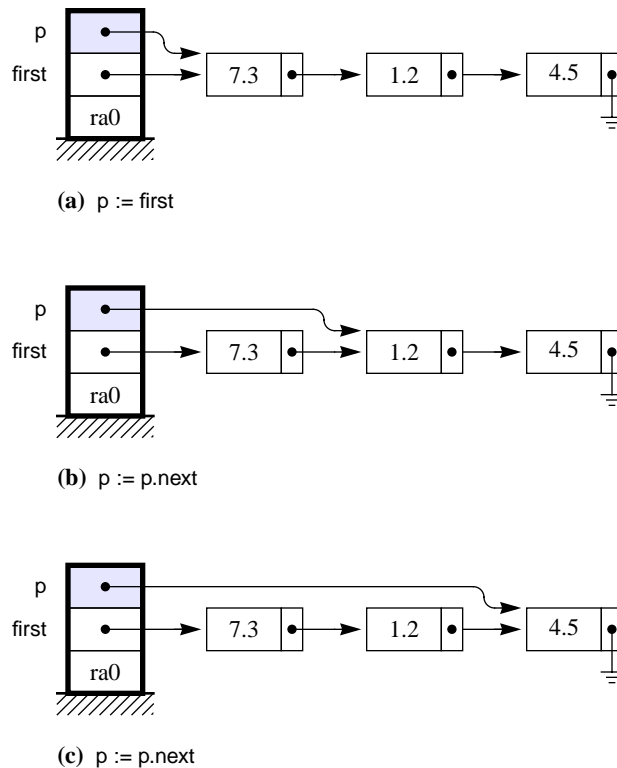 p
first 7.3 1.2 4.5
ra0
(a) p := first
p
first 7.3 1.2 4.5
ra0
(b) p := p.next
p
first 7.3 1.2 4.5
ra0
(c) p := p.next